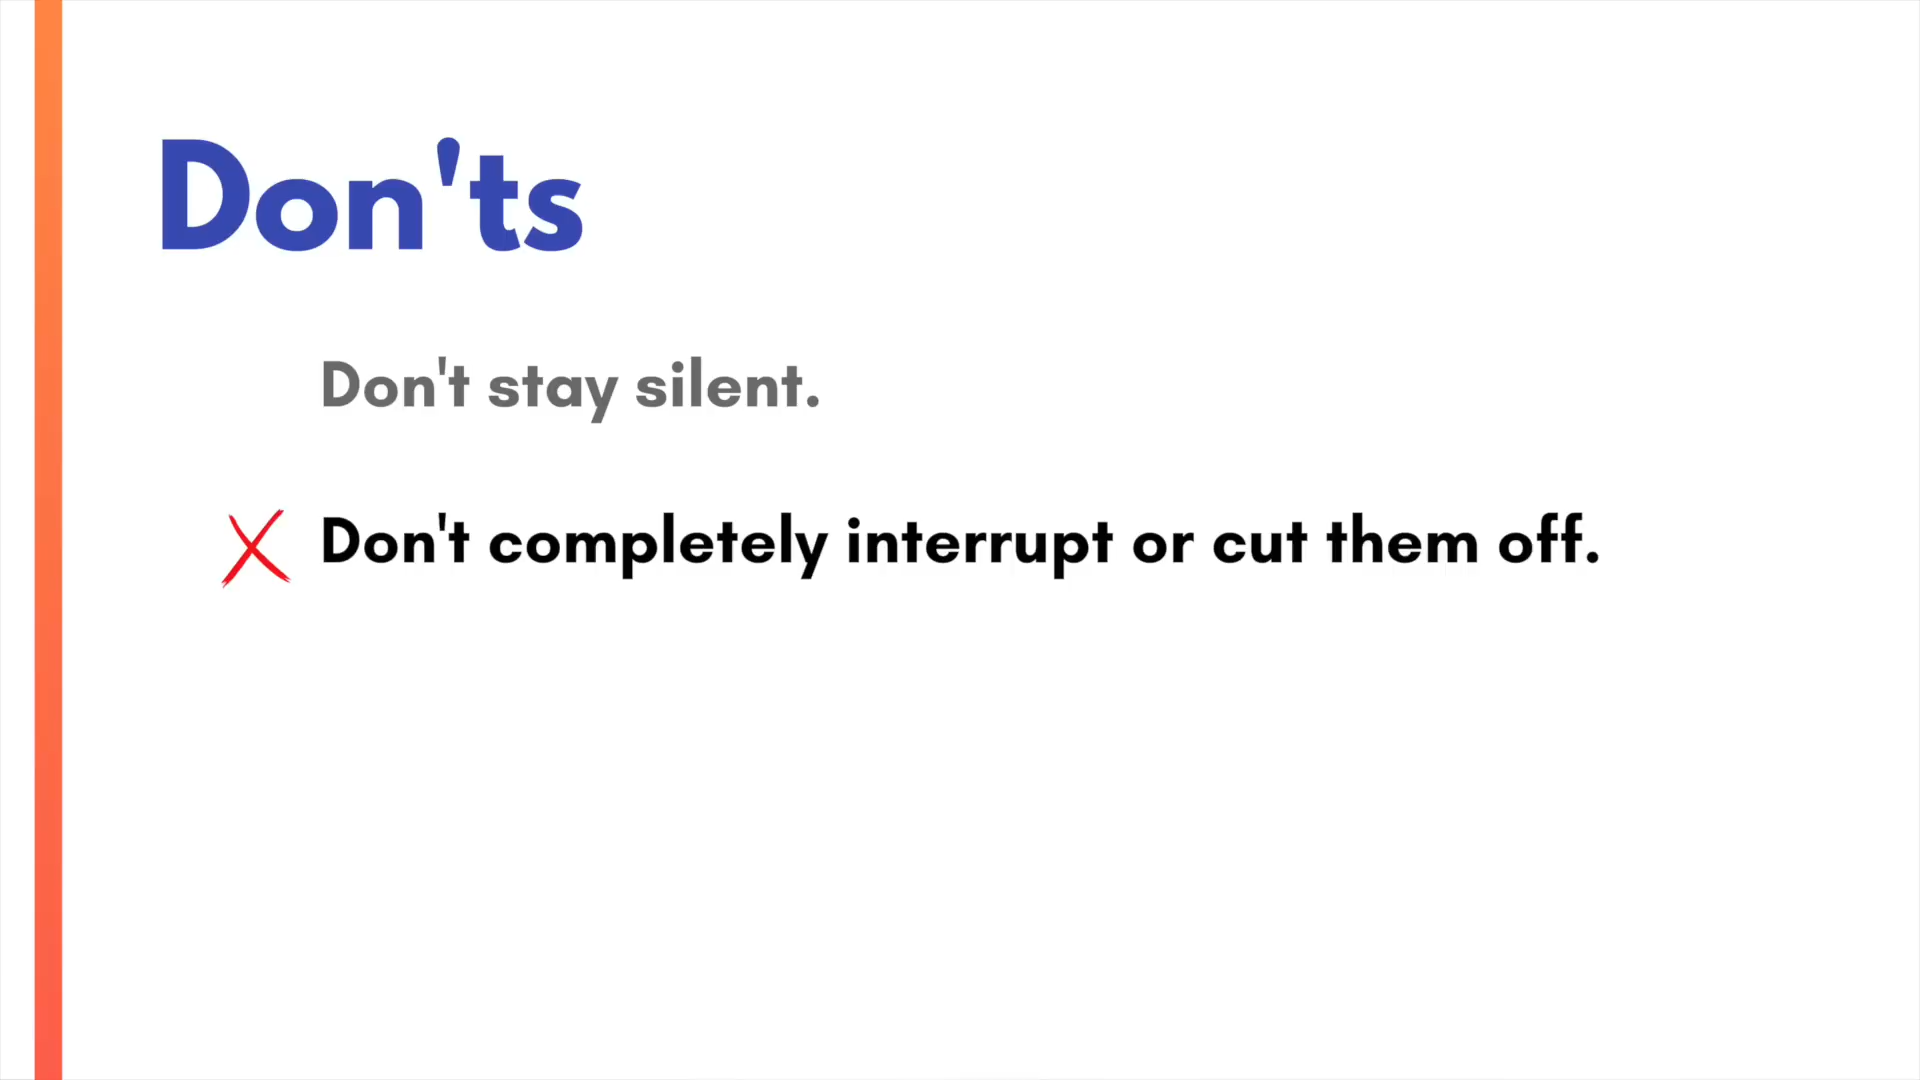 Don'ts
Don't stay silent.
Don't completely interrupt or cut them off.